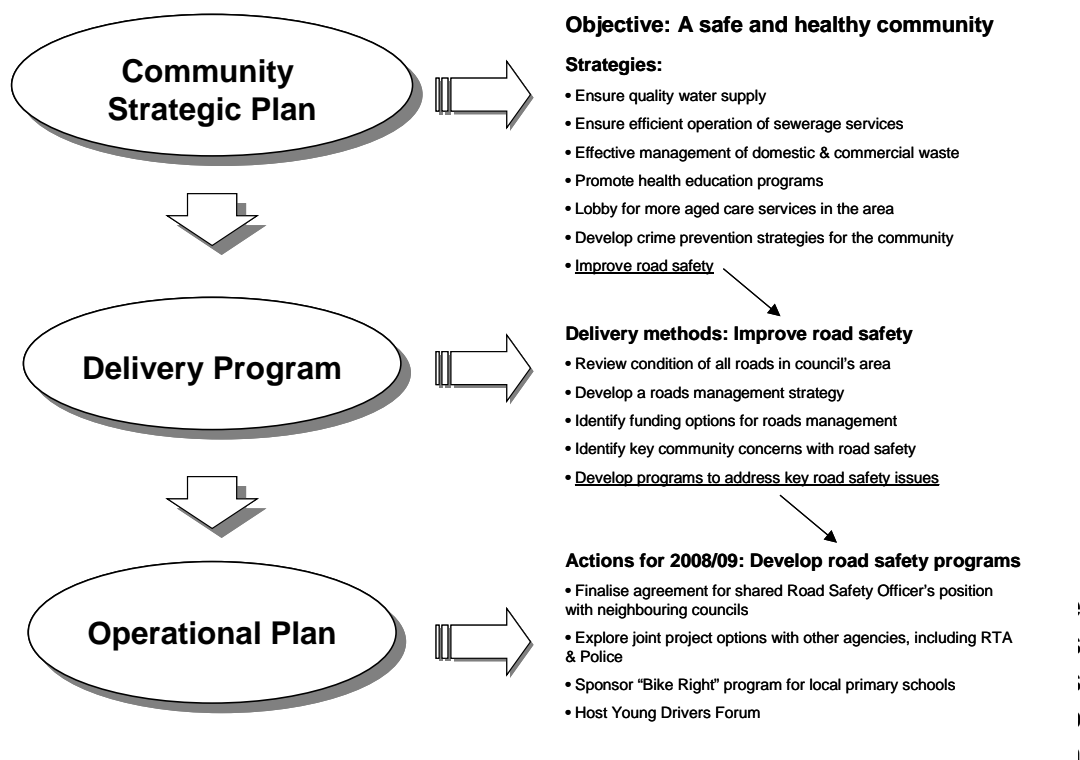 Community
Strategic Plan
Objective: A safe and healthy community
Strategies:
• Ensure quality water supply
• Ensure efficient operation of sewerage services
• Effective management of domestic & commercial waste
• Promote health education programs
• Lobby for more aged care services in the area
• Develop crime prevention strategies for the community
• Improve road safety
Delivery Program
Delivery methods: Improve road safety
• Review condition of all roads in council's area
• Develop a roads management strategy
• Identify funding options for roads management
• Identify key community concerns with road safety
• Develop programs to address key road safety issues
Operational Plan
Actions for 2008/09: Develop road safety programs
• Finalise agreement for shared Road Safety Officer's position
with neighbouring councils
• Explore joint project options with other agencies, including RTA
& Police
• Sponsor “Bike Right” program for local primary schools
• Host Young Drivers Forum